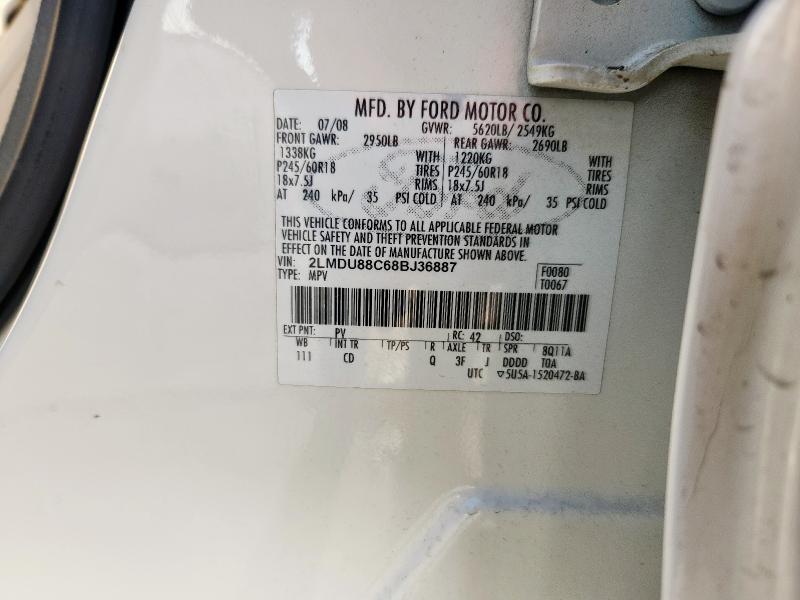 MFD. BY FORD MOTOR CO.
DATE: 07/08 GVWR: 5620LB/ 2549KG
FRONT GAWR: 2950LB REAR GAWR: 2690LB
1338KG WITH 1220KG WITH
P245/60R18 TIRES P245/60R18 TIRES
18x7.5J RIMS 18x7.5J RIMS
AT 240 kPa/ 35 PSI COLD AT 240 kPa/ 35 PSI COLD
THIS VEHICLE CONFORMS TO ALL APPLICABLE FEDERAL MOTOR
VEHICLE SAFETY AND THEFT PREVENTION STANDARDS IN
EFFECT ON THE DATE OF MANUFACTURE SHOWN ABOVE.
VIN: 2LMDU88C68BJ36887 F0080
TYPE: MPV T0067
EXT PNT: PV RC: 42 DSO:
WB INT TR TP/PS R AXLE TR SPR 8Q11A
111 CD Q 3F J DDDD TQA
UTC ▽5U5A-1520472-BA